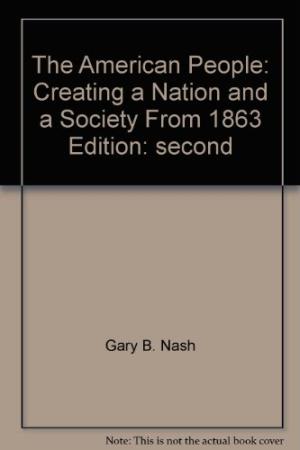 The American People:
Creating a Nation and
a Society From 1863
Edition: second
Gary B. Nash
Note: This is not the actual book cover